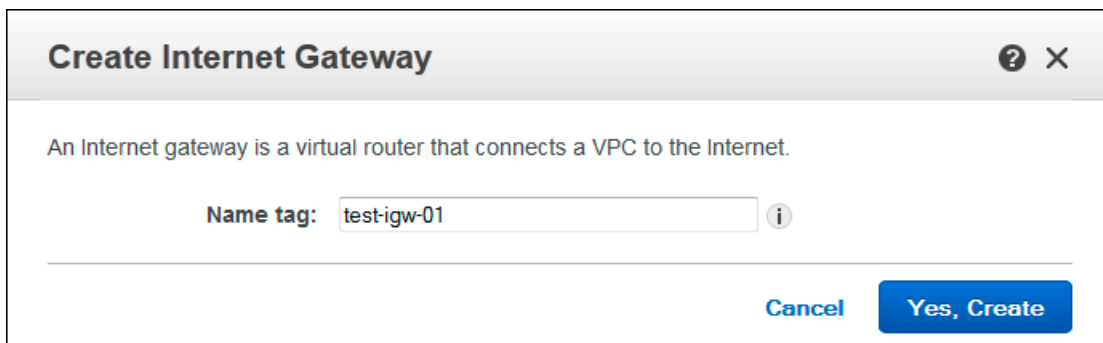 Create Internet Gateway
An Internet gateway is a virtual router that connects a VPC to the Internet.
Name tag: test-igw-01
Cancel Yes, Create